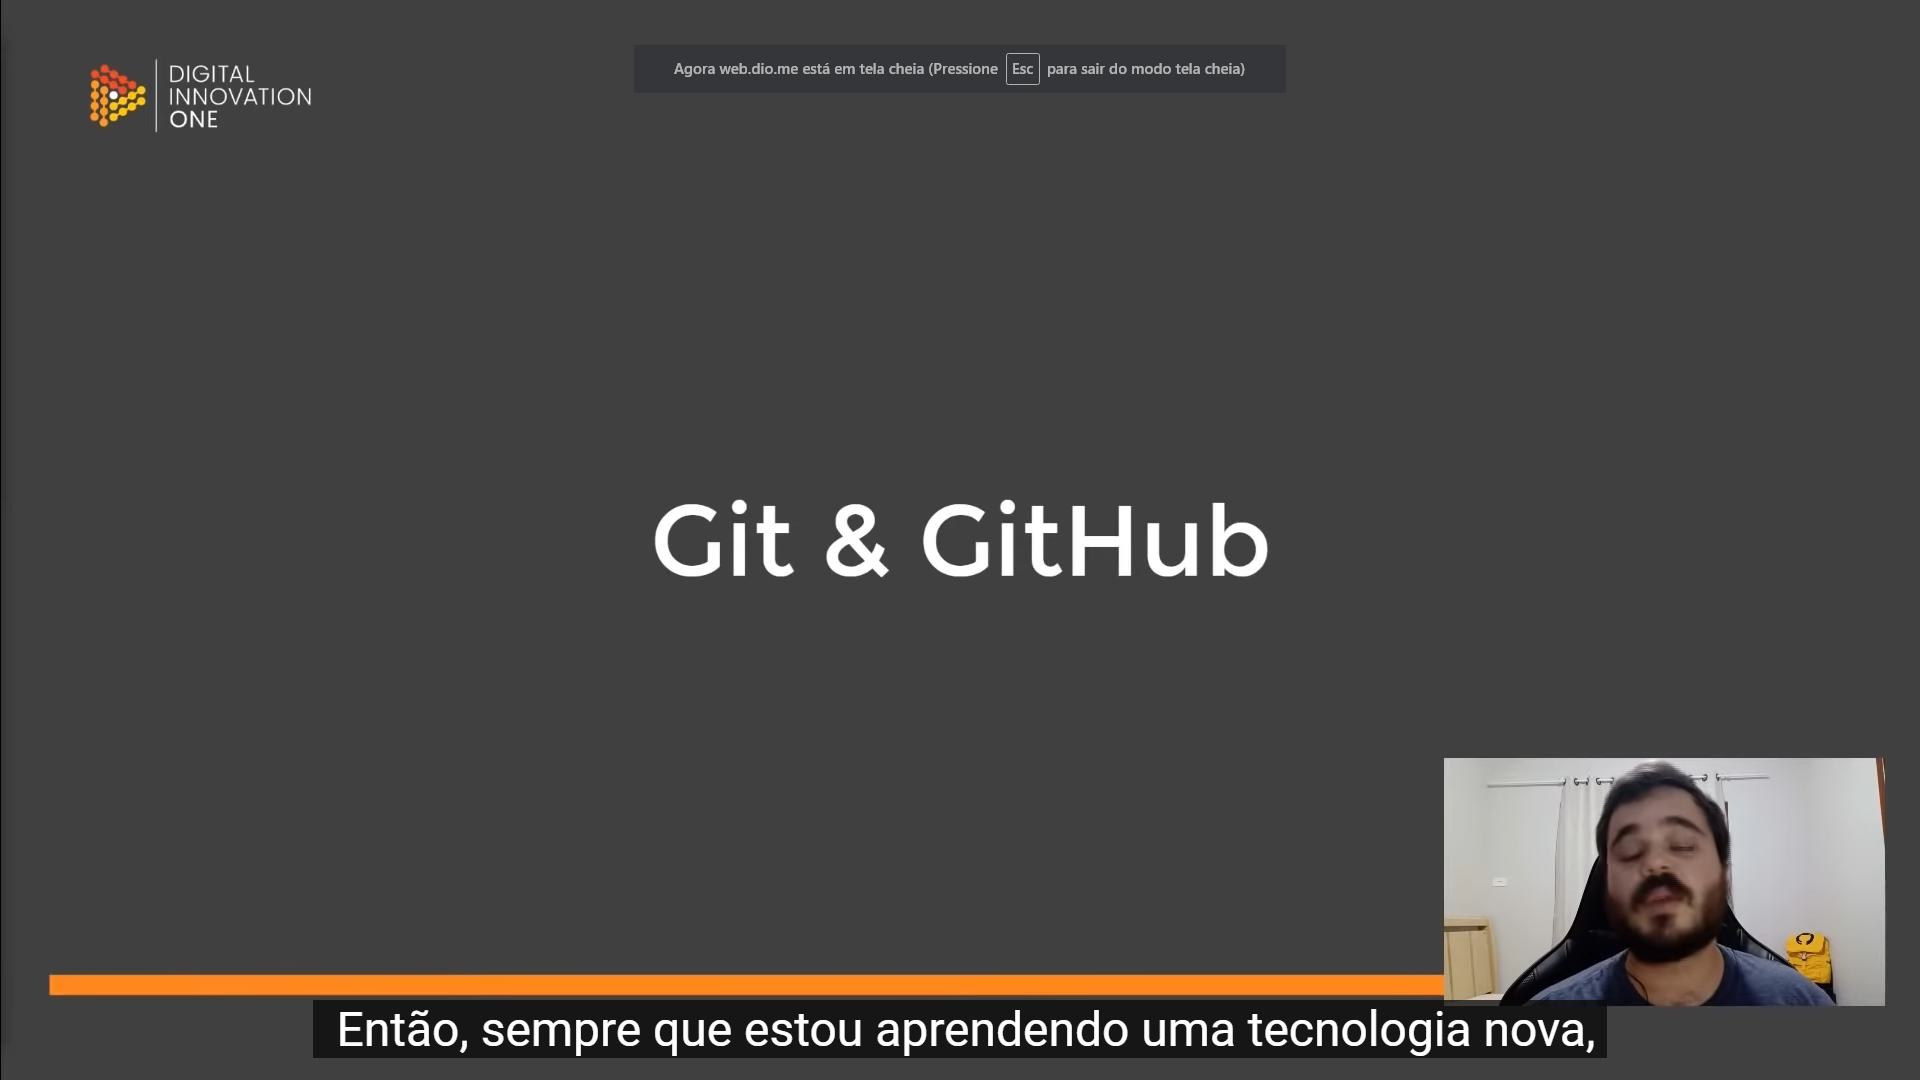 DIGITAL
INNOVATION
ONE
Agora web.dio.me está em tela cheia (Pressione Esc para sair do modo tela cheia)
Git & GitHub
Então, sempre que estou aprendendo uma tecnologia nova,